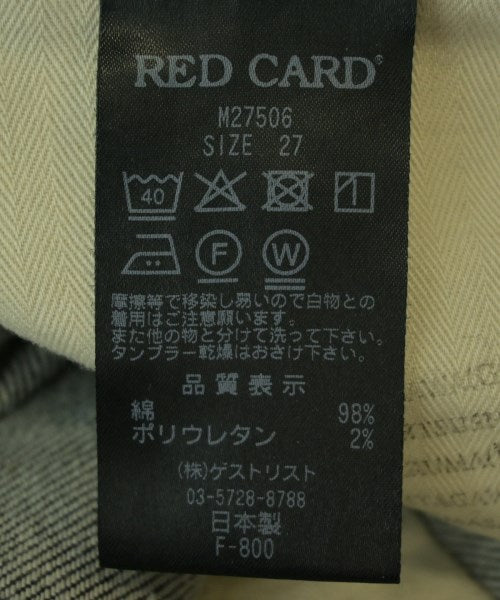 RED CARD®
M27506
SIZE 27
40
F W
摩擦等で移染し易いので白物との
着用はご注意願います。
また他の物と分けて洗って下さい。
タンブラー乾燥はおさけ下さい。
品質表示
綿 98%
ポリウレタン 2%
(株)ゲストリスト
03-5728-8788
日本製
F-800